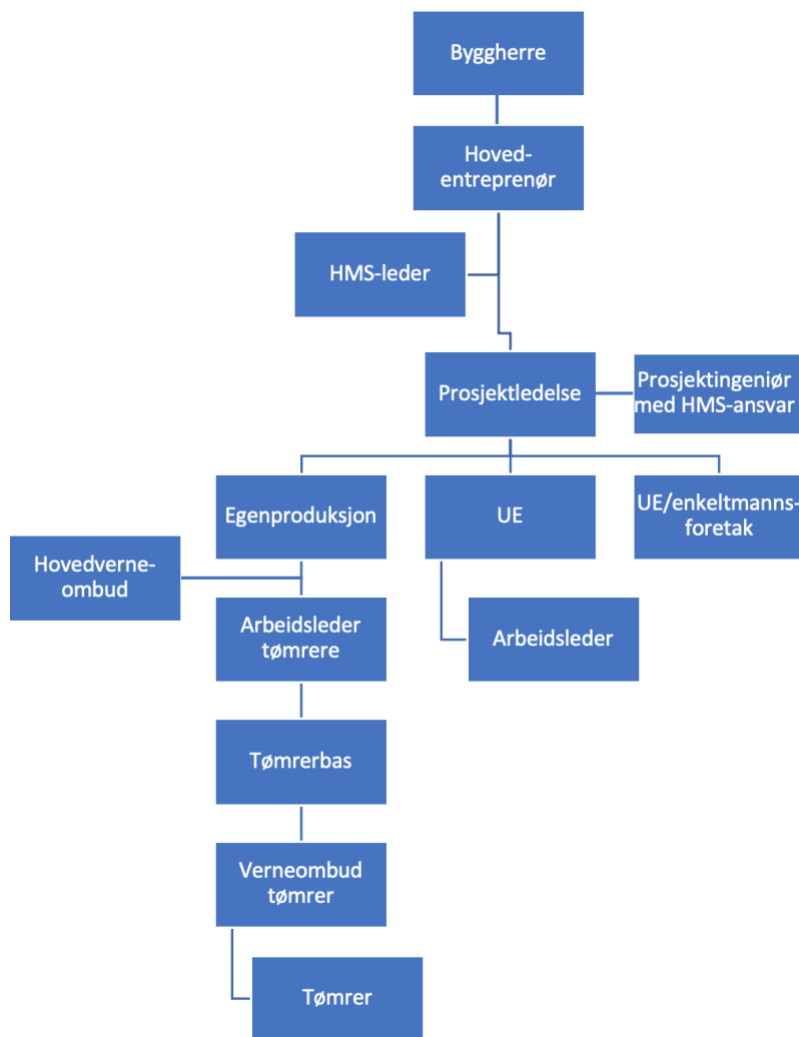 Byggherre
Hoved-
entreprenør
HMS-leder
Prosjektledelse
Prosjektingeniør
med HMS-ansvar
Egenproduksjon
UE
UE/enkeltmanns-
foretak
Hovedverne-
ombud
Arbeidsleder
tømrere
Arbeidsleder
Tømrerbas
Verneombud
tømrer
Tømrer